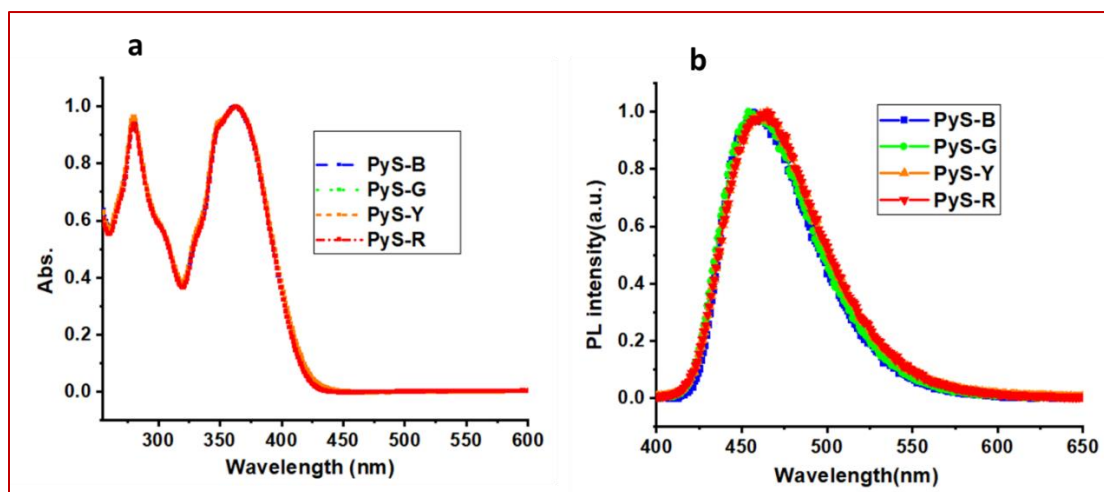 a
1.0
0.8
0.6
0.4
0.2
0.0
Abs.
300 350 400 450 500 550 600
Wavelength (nm)
PyS-B
PyS-G
PyS-Y
PyS-R
b
1.0
0.8
0.6
0.4
0.2
0.0
PL intensity(a.u.)
400 450 500 550 600 650
Wavelength(nm)
PyS-B
PyS-G
PyS-Y
PyS-R